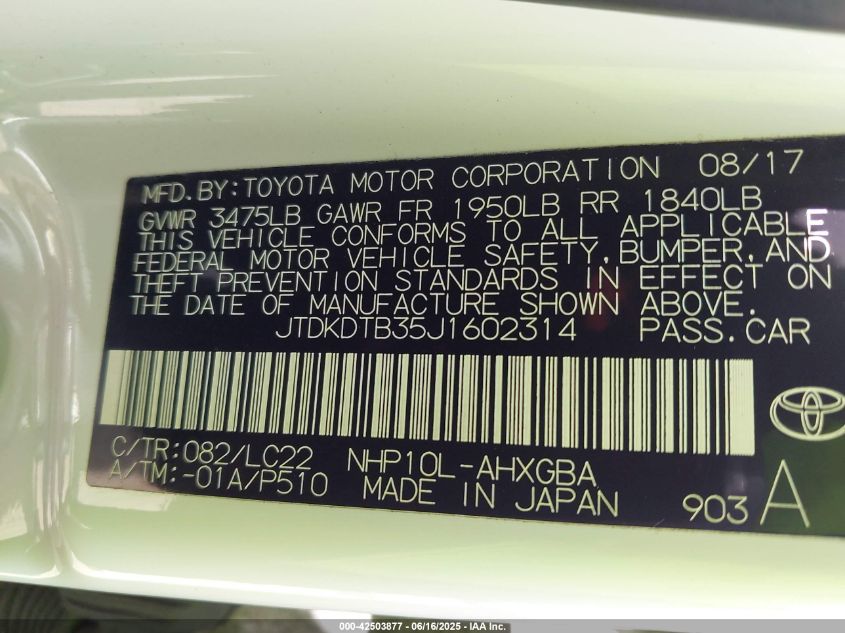 MFD.BY:TOYOTA MOTOR CORPORATION 08/17
GVWR 3475LB GAWR FR 1950LB RR 1840LB
THIS VEHICLE CONFORMS TO ALL APPLICABLE
FEDERAL MOTOR VEHICLE SAFETY,BUMPER,AND
THEFT PREVENTION STANDARDS IN EFFECT ON
THE DATE OF MANUFACTURE SHOWN ABOVE.
JTDKDTB35J1602314 PASS.CAR
C/TR:082/LC22 NHP10L-AHXGBA
A/TM:-01A/P510 MADE IN JAPAN 903 A
000-42503877 - 06/16/2025 - IAA Inc.